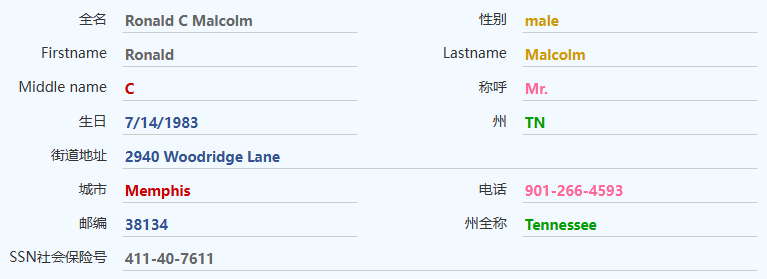 全名 Ronald C Malcolm 性别 male
Firstname Ronald Lastname Malcolm
Middle name C 称呼 Mr.
生日 7/14/1983 州 TN
街道地址 2940 Woodridge Lane
城市 Memphis 电话 901-266-4593
邮编 38134 州全称 Tennessee
SSN社会保险号 411-40-7611